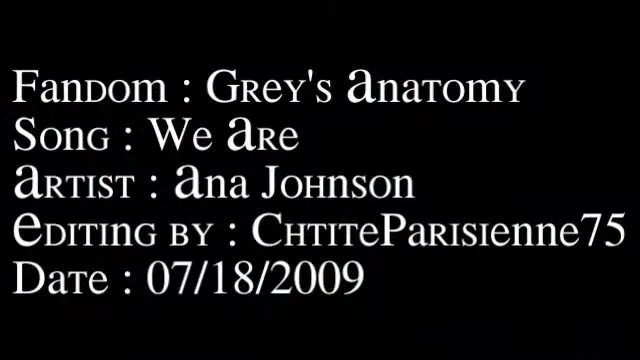 Fandom : Grey's anatomy
Song : We are
artist : ana Johnson
editing by : ChtiteParisienne75
Date : 07/18/2009